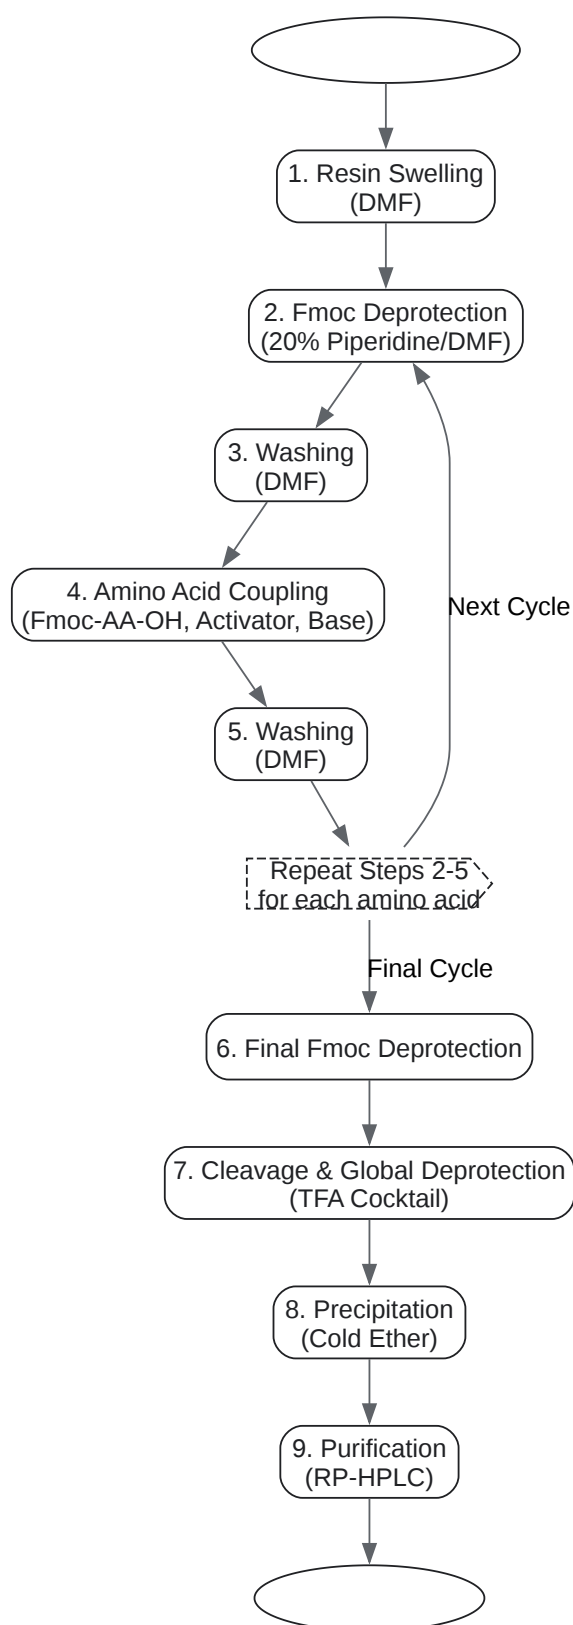 1. Resin Swelling
(DMF)
2. Fmoc Deprotection
(20% Piperidine/DMF)
3. Washing
(DMF)
4. Amino Acid Coupling
(Fmoc-AA-OH, Activator, Base)
Next Cycle
5. Washing
(DMF)
Repeat Steps 2-5
for each amino acid
Final Cycle
6. Final Fmoc Deprotection
7. Cleavage & Global Deprotection
(TFA Cocktail)
8. Precipitation
(Cold Ether)
9. Purification
(RP-HPLC)